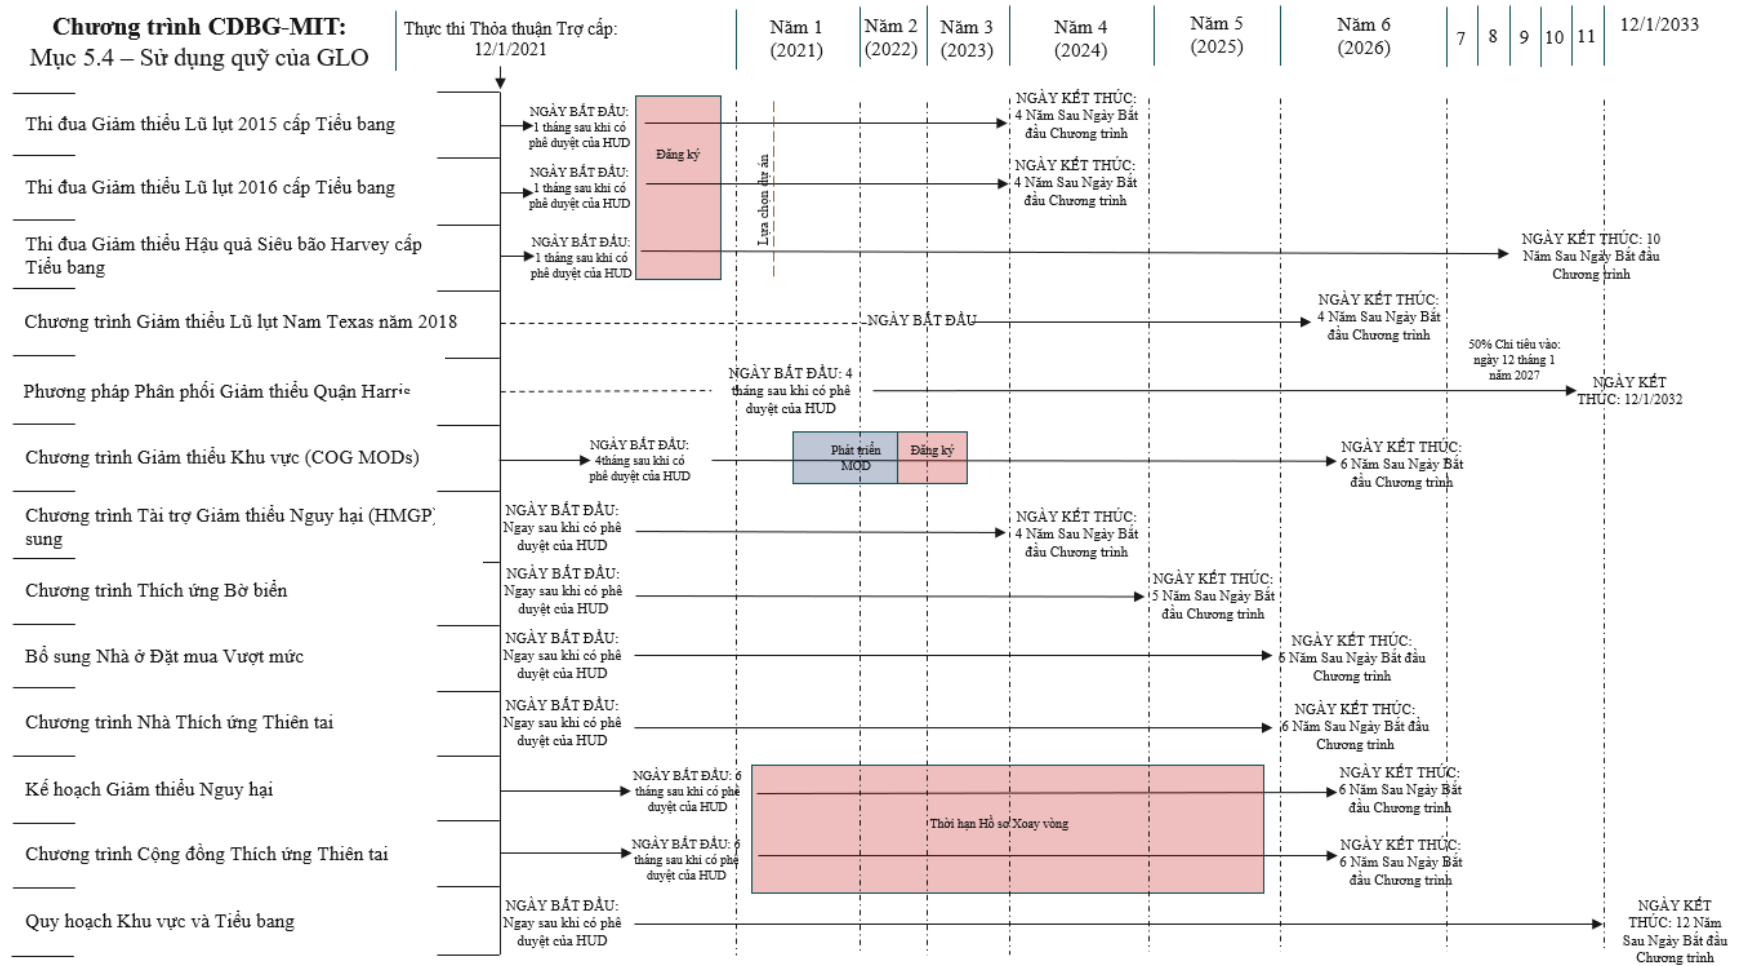 Chương trình CDBG-MIT:
Mục 5.4 – Sử dụng quỹ của GLO
Thực thi Thỏa thuận Trợ cấp:
12/1/2021
Năm 1
(2021)
Năm 2
(2022)
Năm 3
(2023)
Năm 4
(2024)
Năm 5
(2025)
Năm 6
(2026)
7
8
9
10
11
12/1/2033
Thi đua Giảm thiểu Lũ lụt 2015 cấp Tiểu bang
NGÀY BẮT ĐẦU:
1 tháng sau khi có
phê duyệt của HUD
Đăng ký
Lựa chọn dự án
NGÀY KẾT THÚC:
4 Năm Sau Ngày Bắt
đầu Chương trình
Thi đua Giảm thiểu Lũ lụt 2016 cấp Tiểu bang
NGÀY BẮT ĐẦU:
1 tháng sau khi có
phê duyệt của HUD
NGÀY KẾT THÚC:
4 Năm Sau Ngày Bắt
đầu Chương trình
Thi đua Giảm thiểu Hậu quả Siêu bão Harvey cấp
Tiểu bang
NGÀY BẮT ĐẦU:
1 tháng sau khi có
phê duyệt của HUD
NGÀY KẾT THÚC: 10
Năm Sau Ngày Bắt đầu
Chương trình
Chương trình Giảm thiểu Lũ lụt Nam Texas năm 2018
NGÀY BẮT ĐẦU
NGÀY KẾT THÚC:
4 Năm Sau Ngày Bắt
đầu Chương trình
Phương pháp Phân phối Giảm thiểu Quận Harris
NGÀY BẮT ĐẦU: 4
tháng sau khi có phê
duyệt của HUD
50% Chi tiêu vào:
ngày 12 tháng 1
năm 2027
NGÀY KẾT
THÚC: 12/1/2032
Chương trình Giảm thiểu Khu vực (COG MODs)
NGÀY BẮT ĐẦU:
4tháng sau khi có
phê duyệt của HUD
Phát triển
MOD
Đăng ký
NGÀY KẾT THÚC:
6 Năm Sau Ngày Bắt
đầu Chương trình
Chương trình Tài trợ Giảm thiểu Nguy hại (HMGP)
sung
NGÀY BẮT ĐẦU:
Ngay sau khi có phê
duyệt của HUD
NGÀY KẾT THÚC:
4 Năm Sau Ngày Bắt
đầu Chương trình
Chương trình Thích ứng Bờ biển
NGÀY BẮT ĐẦU:
Ngay sau khi có phê
duyệt của HUD
NGÀY KẾT THÚC:
5 Năm Sau Ngày Bắt
đầu Chương trình
Bổ sung Nhà ở Đặt mua Vượt mức
NGÀY BẮT ĐẦU:
Ngay sau khi có phê
duyệt của HUD
NGÀY KẾT THÚC:
6 Năm Sau Ngày Bắt đầu
Chương trình
Chương trình Nhà Thích ứng Thiên tai
NGÀY BẮT ĐẦU:
Ngay sau khi có phê
duyệt của HUD
NGÀY KẾT THÚC:
6 Năm Sau Ngày Bắt đầu
Chương trình
Kế hoạch Giảm thiểu Nguy hại
NGÀY BẮT ĐẦU: 6
tháng sau khi có phê
duyệt của HUD
NGÀY KẾT THÚC:
6 Năm Sau Ngày Bắt
đầu Chương trình
Thời hạn Hồ sơ Xoay vòng
Chương trình Cộng đồng Thích ứng Thiên tai
NGÀY BẮT ĐẦU: 6
tháng sau khi có phê
duyệt của HUD
NGÀY KẾT THÚC:
6 Năm Sau Ngày Bắt
đầu Chương trình
Quy hoạch Khu vực và Tiểu bang
NGÀY BẮT ĐẦU:
Ngay sau khi có phê
duyệt của HUD
NGÀY KẾT
THÚC: 12 Năm
Sau Ngày Bắt đầu
Chương trình